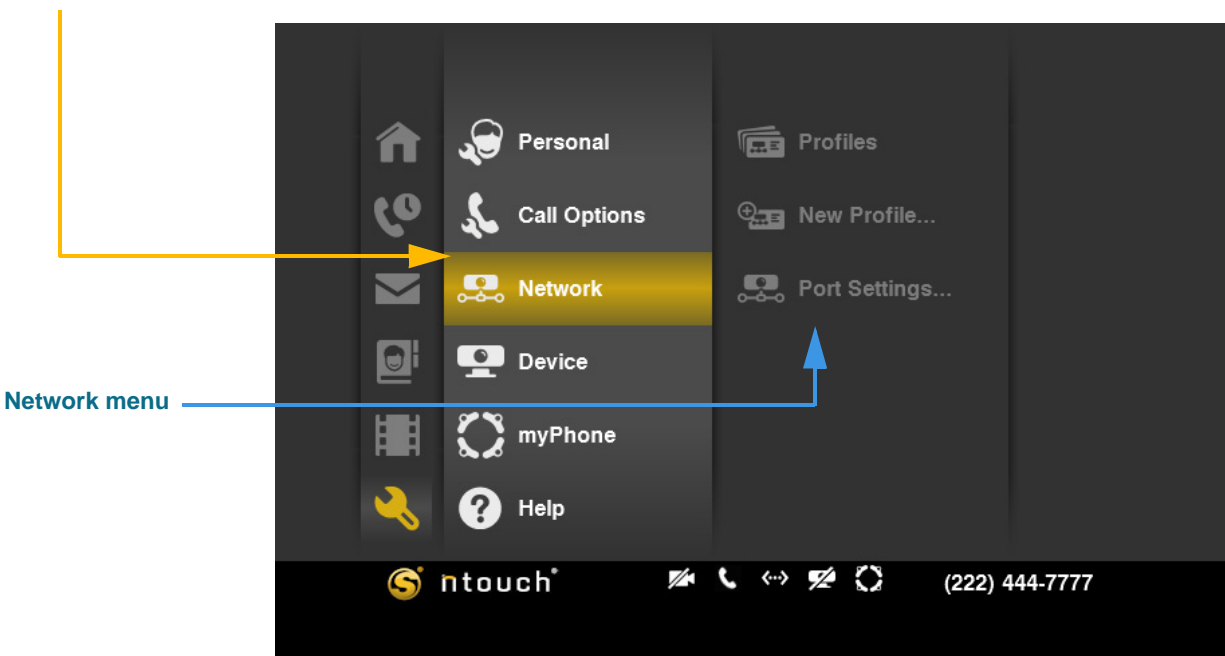 Personal
Profiles
Call Options
New Profile...
Network
Port Settings...
Device
Network menu
myPhone
Help
S ntouch® (222) 444-7777